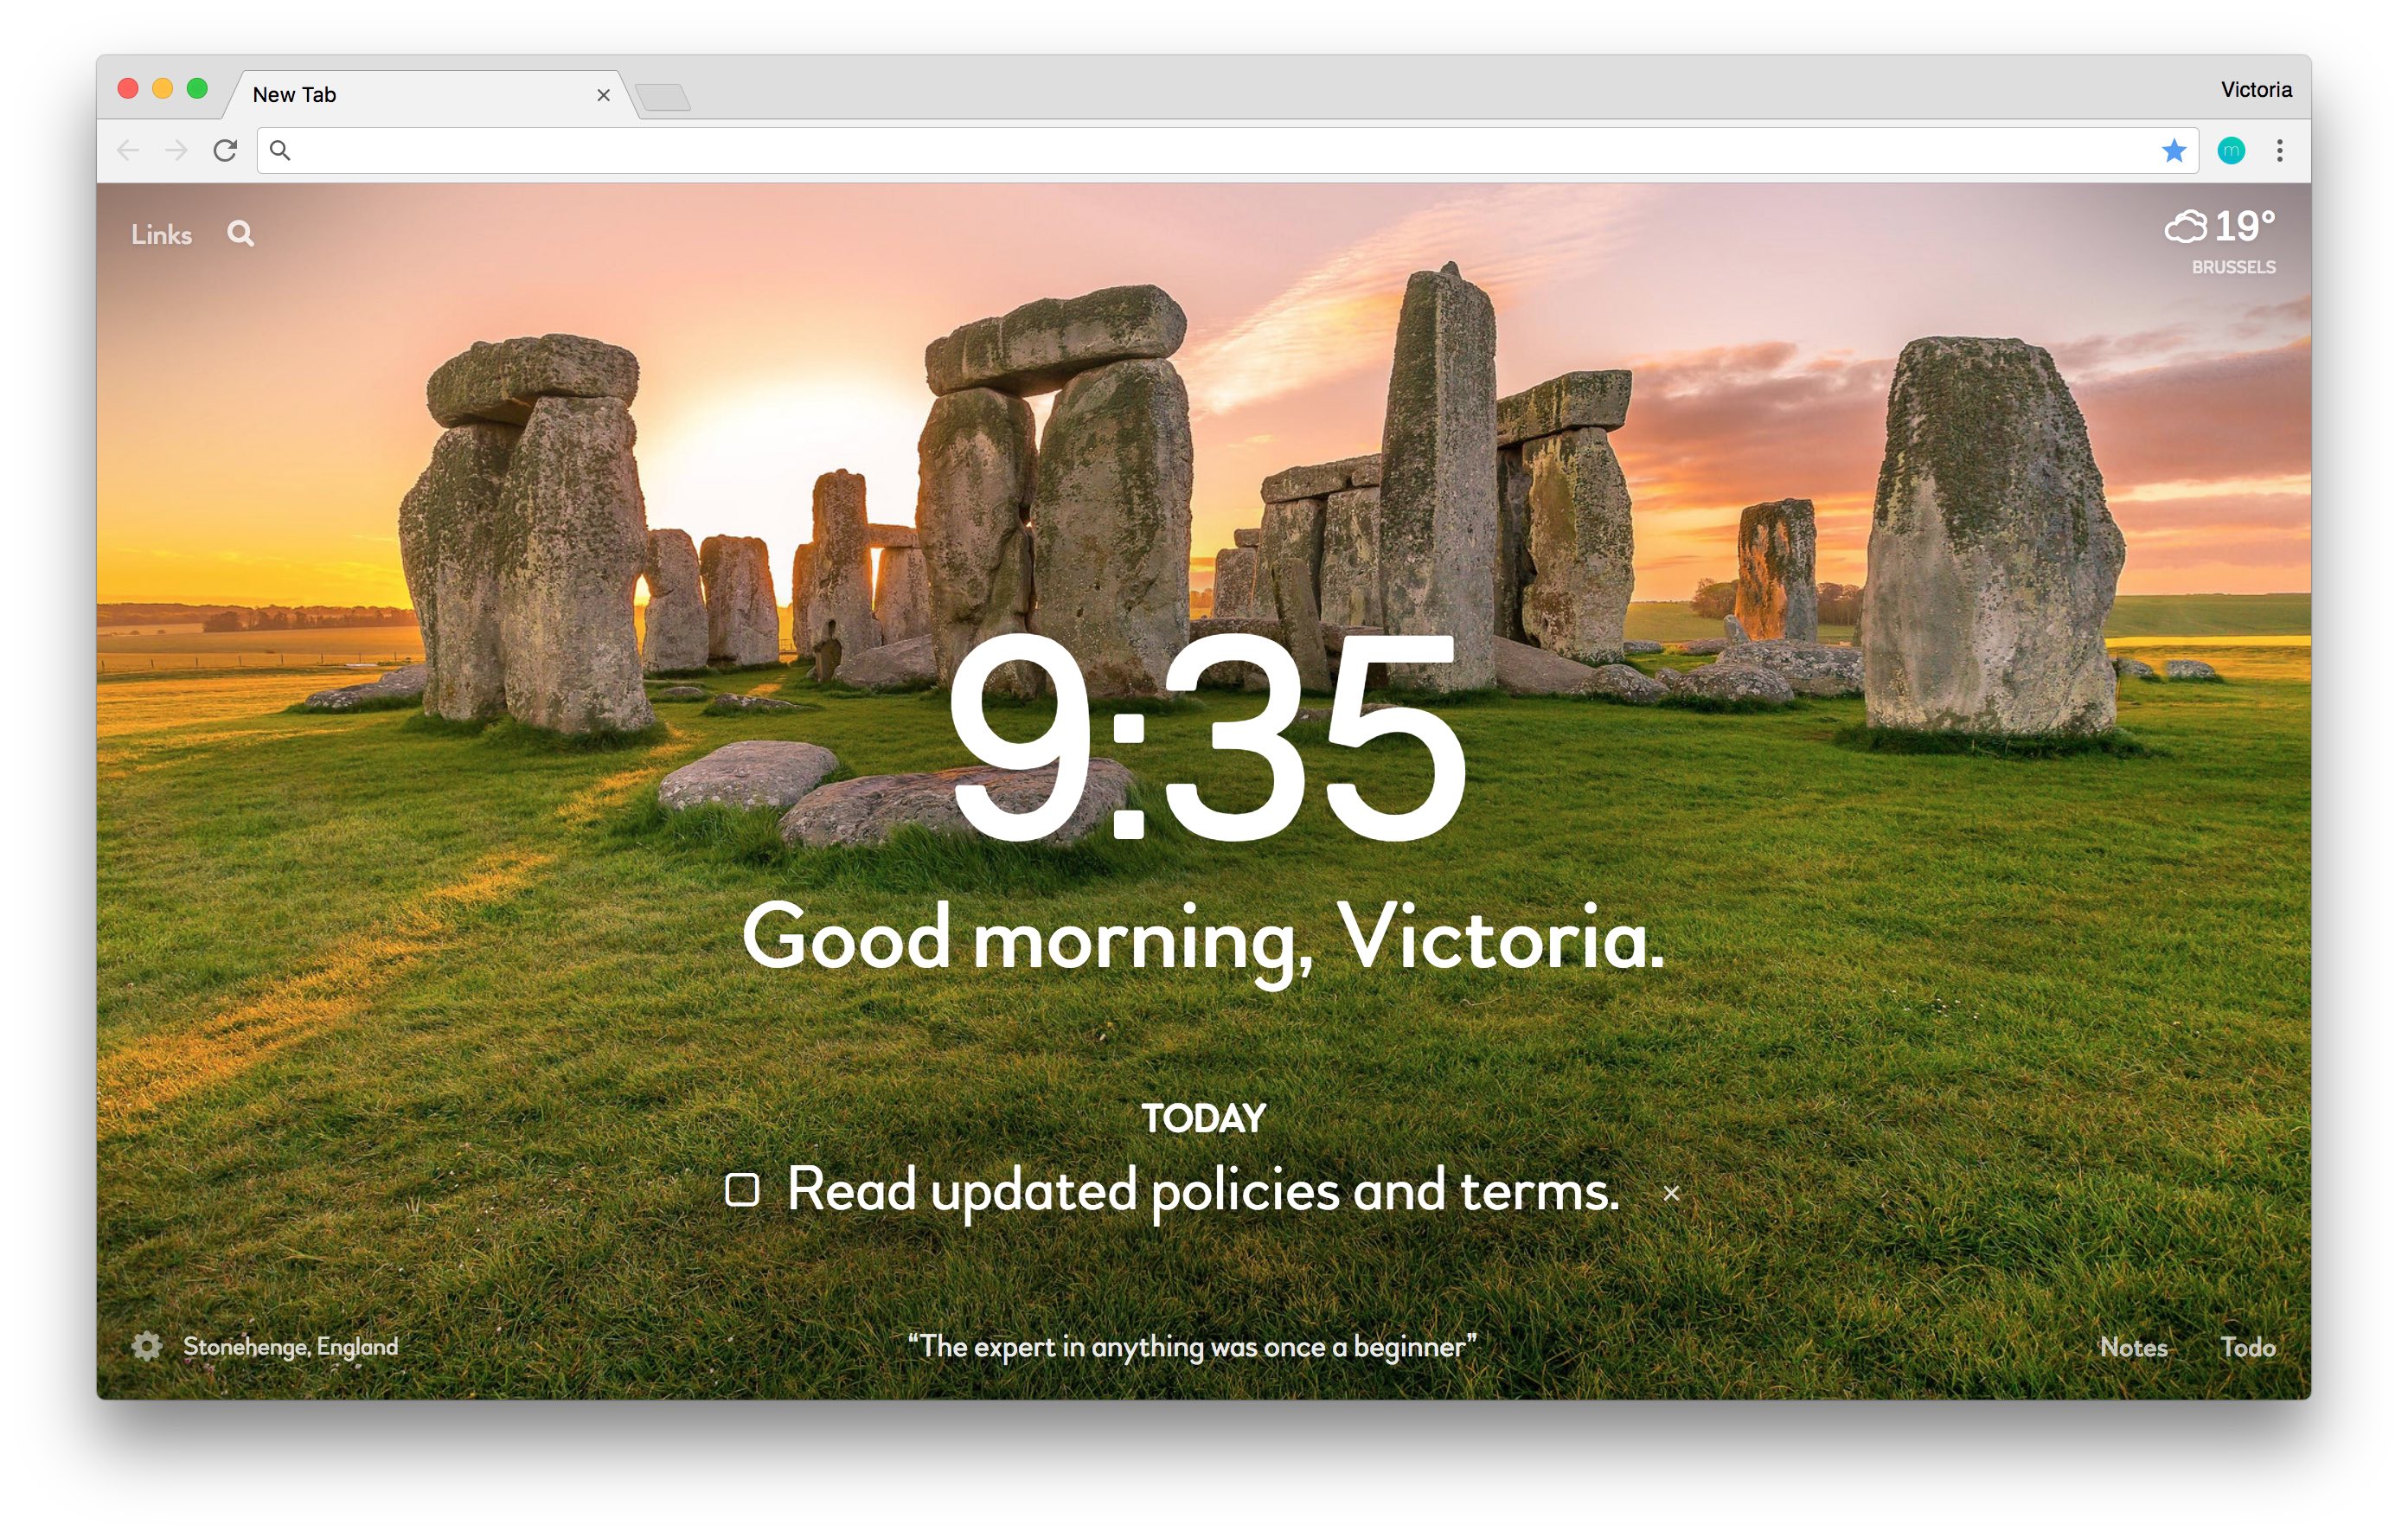 New Tab
Victoria
m
Links
19°
BRUSSELS
9:35
Good morning, Victoria.
TODAY
Read updated policies and terms.
Stonehenge, England
“The expert in anything was once a beginner”
Notes
Todo